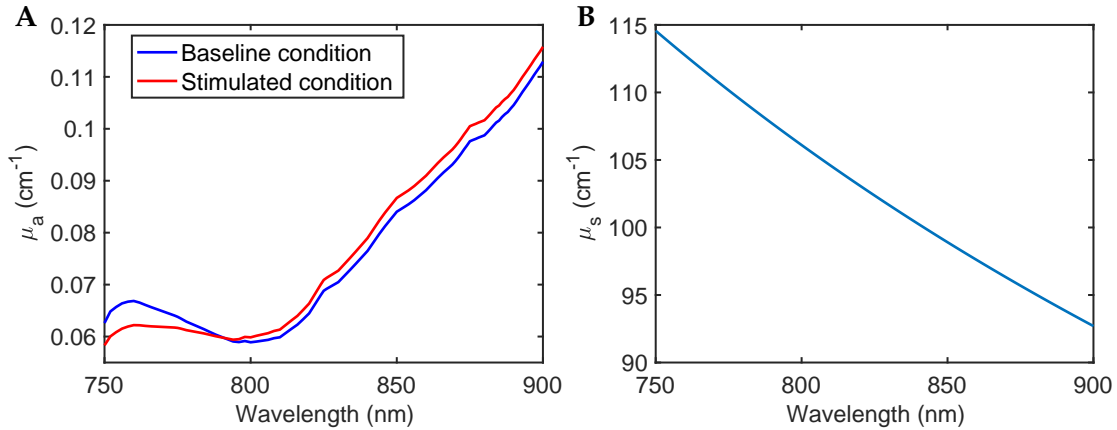 A
0.12
0.11
0.1
0.09
0.08
0.07
0.06
μa (cm-1)
Baseline condition
Stimulated condition
750
800
850
900
Wavelength (nm)
B
115
110
105
100
95
90
μs (cm-1)
750
800
850
900
Wavelength (nm)